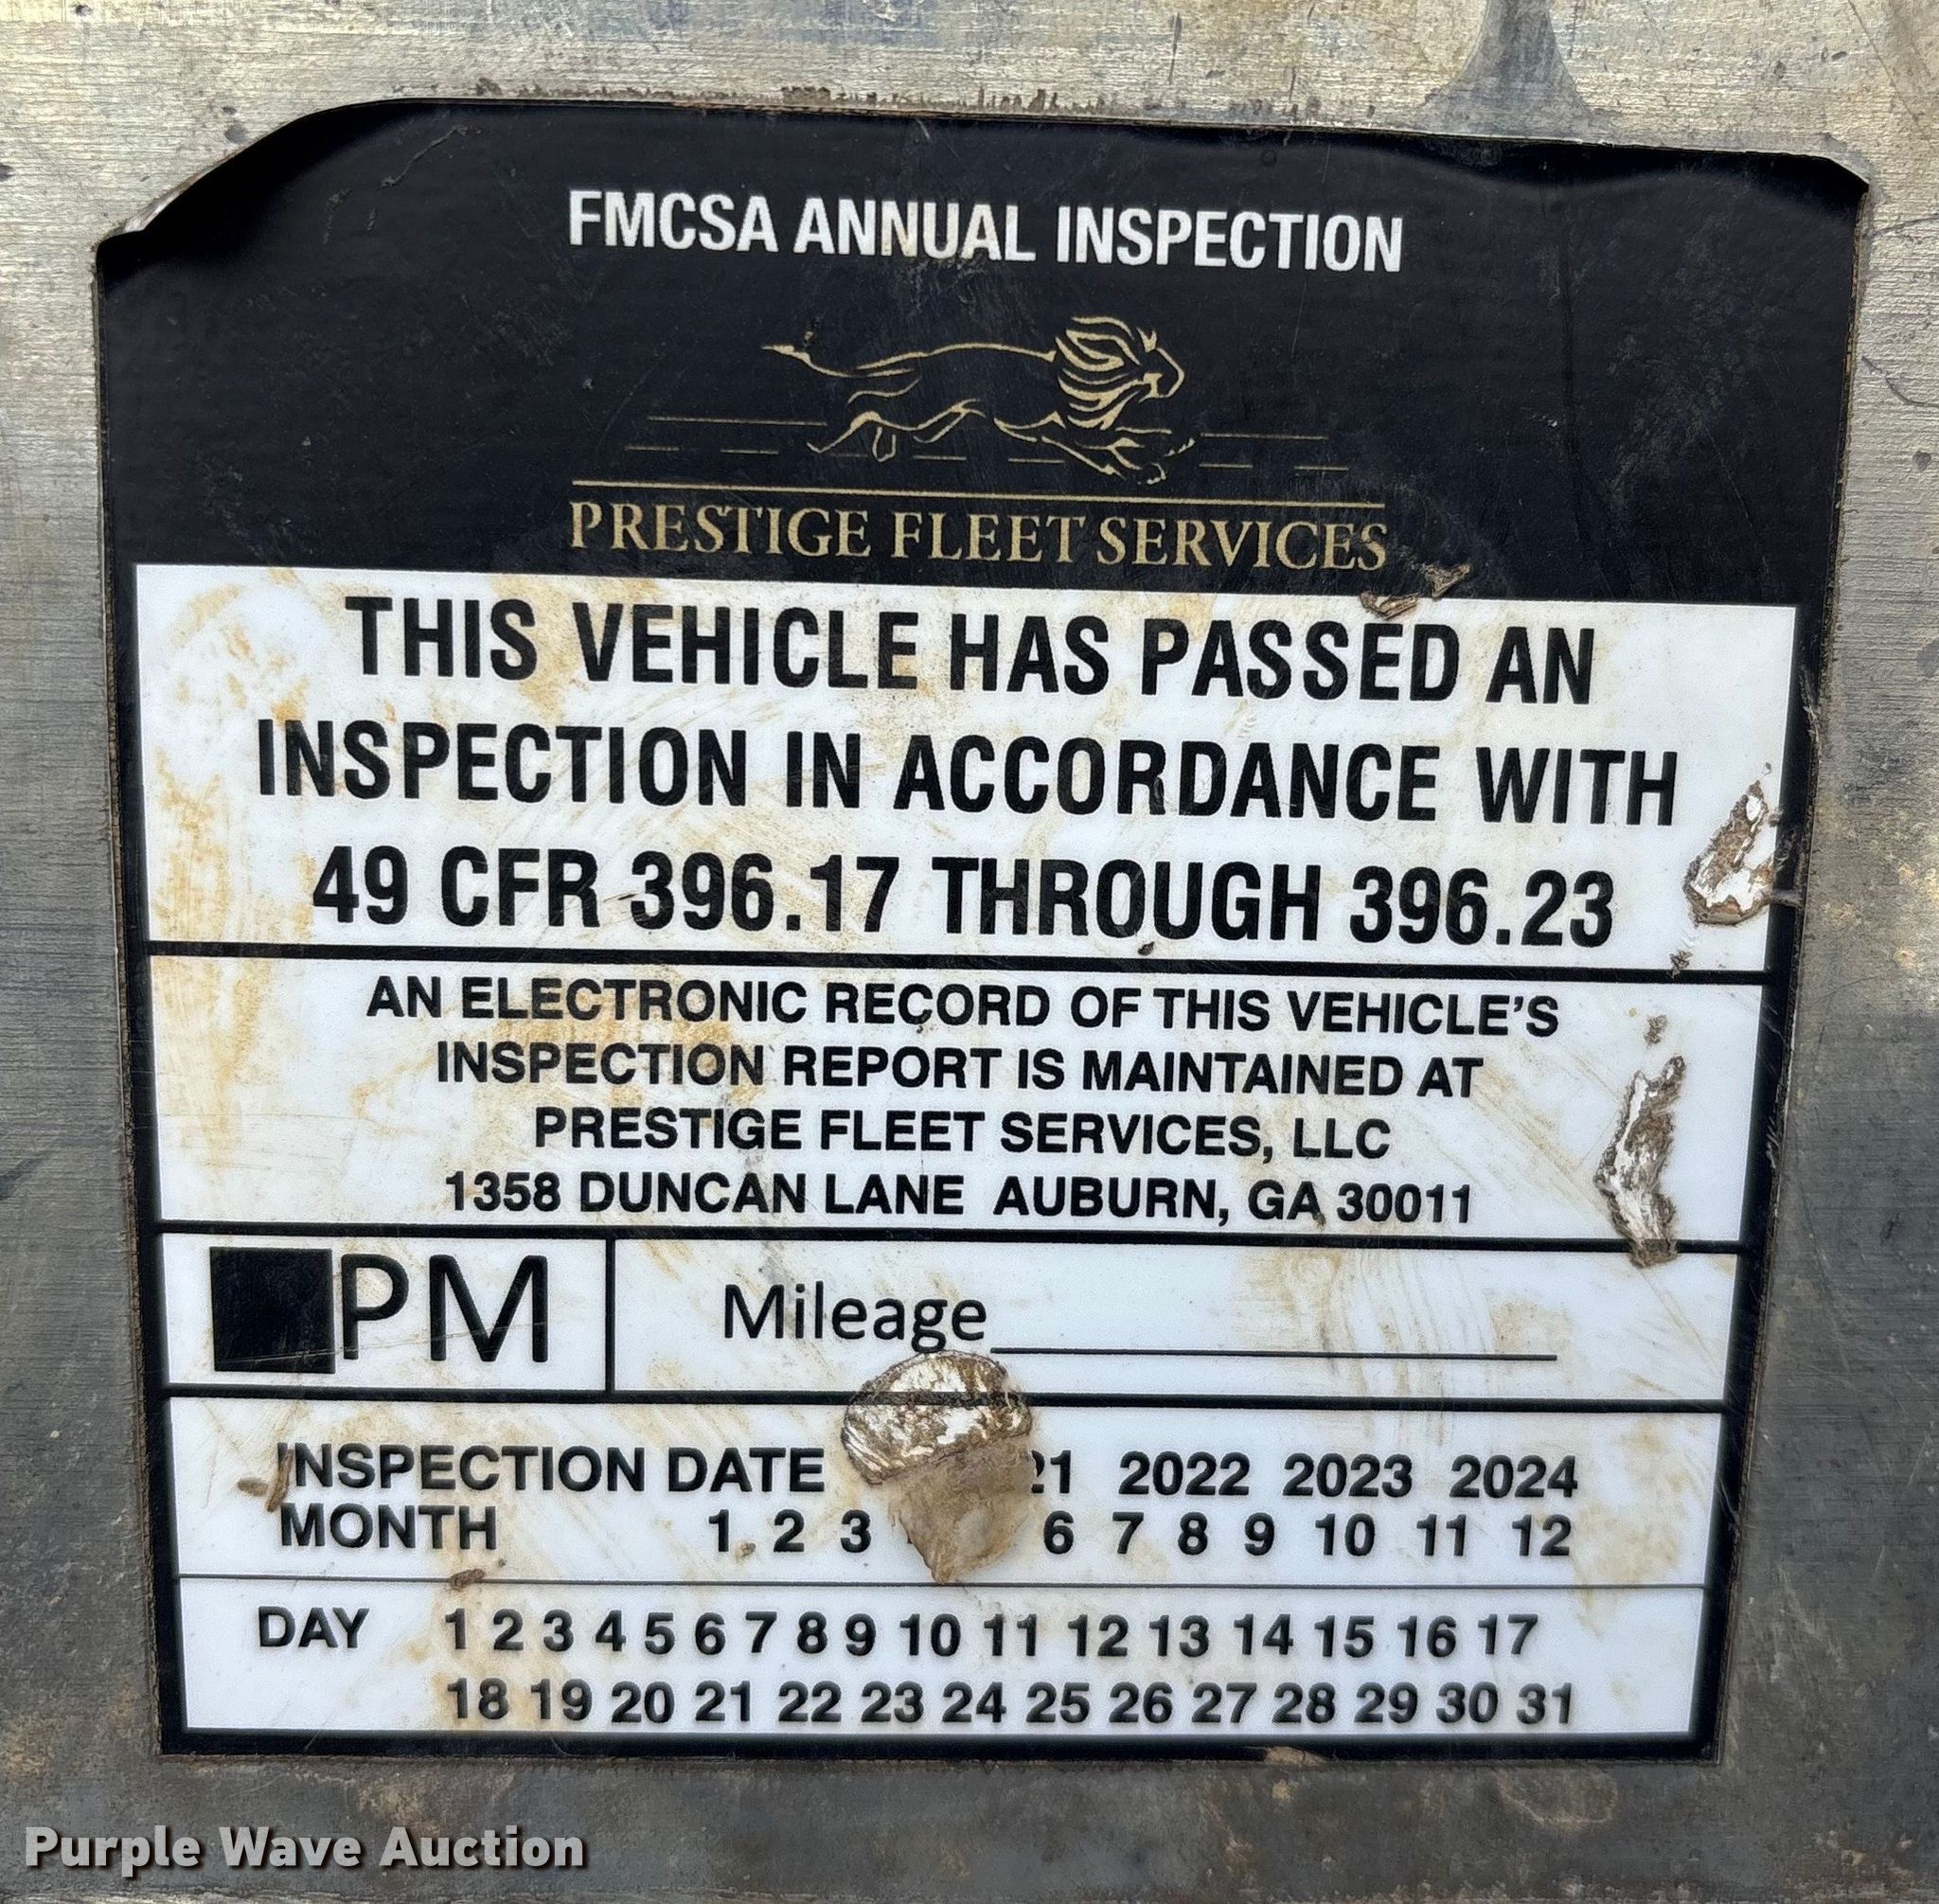 FMCSA ANNUAL INSPECTION
PRESTIGE FLEET SERVICES
THIS VEHICLE HAS PASSED AN
INSPECTION IN ACCORDANCE WITH
49 CFR 396.17 THROUGH 396.23
AN ELECTRONIC RECORD OF THIS VEHICLE'S
INSPECTION REPORT IS MAINTAINED AT
PRESTIGE FLEET SERVICES, LLC
1358 DUNCAN LANE AUBURN, GA 30011
PM Mileage
INSPECTION DATE 2022 2023 2024
MONTH 1 2 3 6 7 8 9 10 11 12
DAY 1 2 3 4 5 6 7 8 9 10 11 12 13 14 15 16 17
18 19 20 21 22 23 24 25 26 27 28 29 30 31
Purple Wave Auction